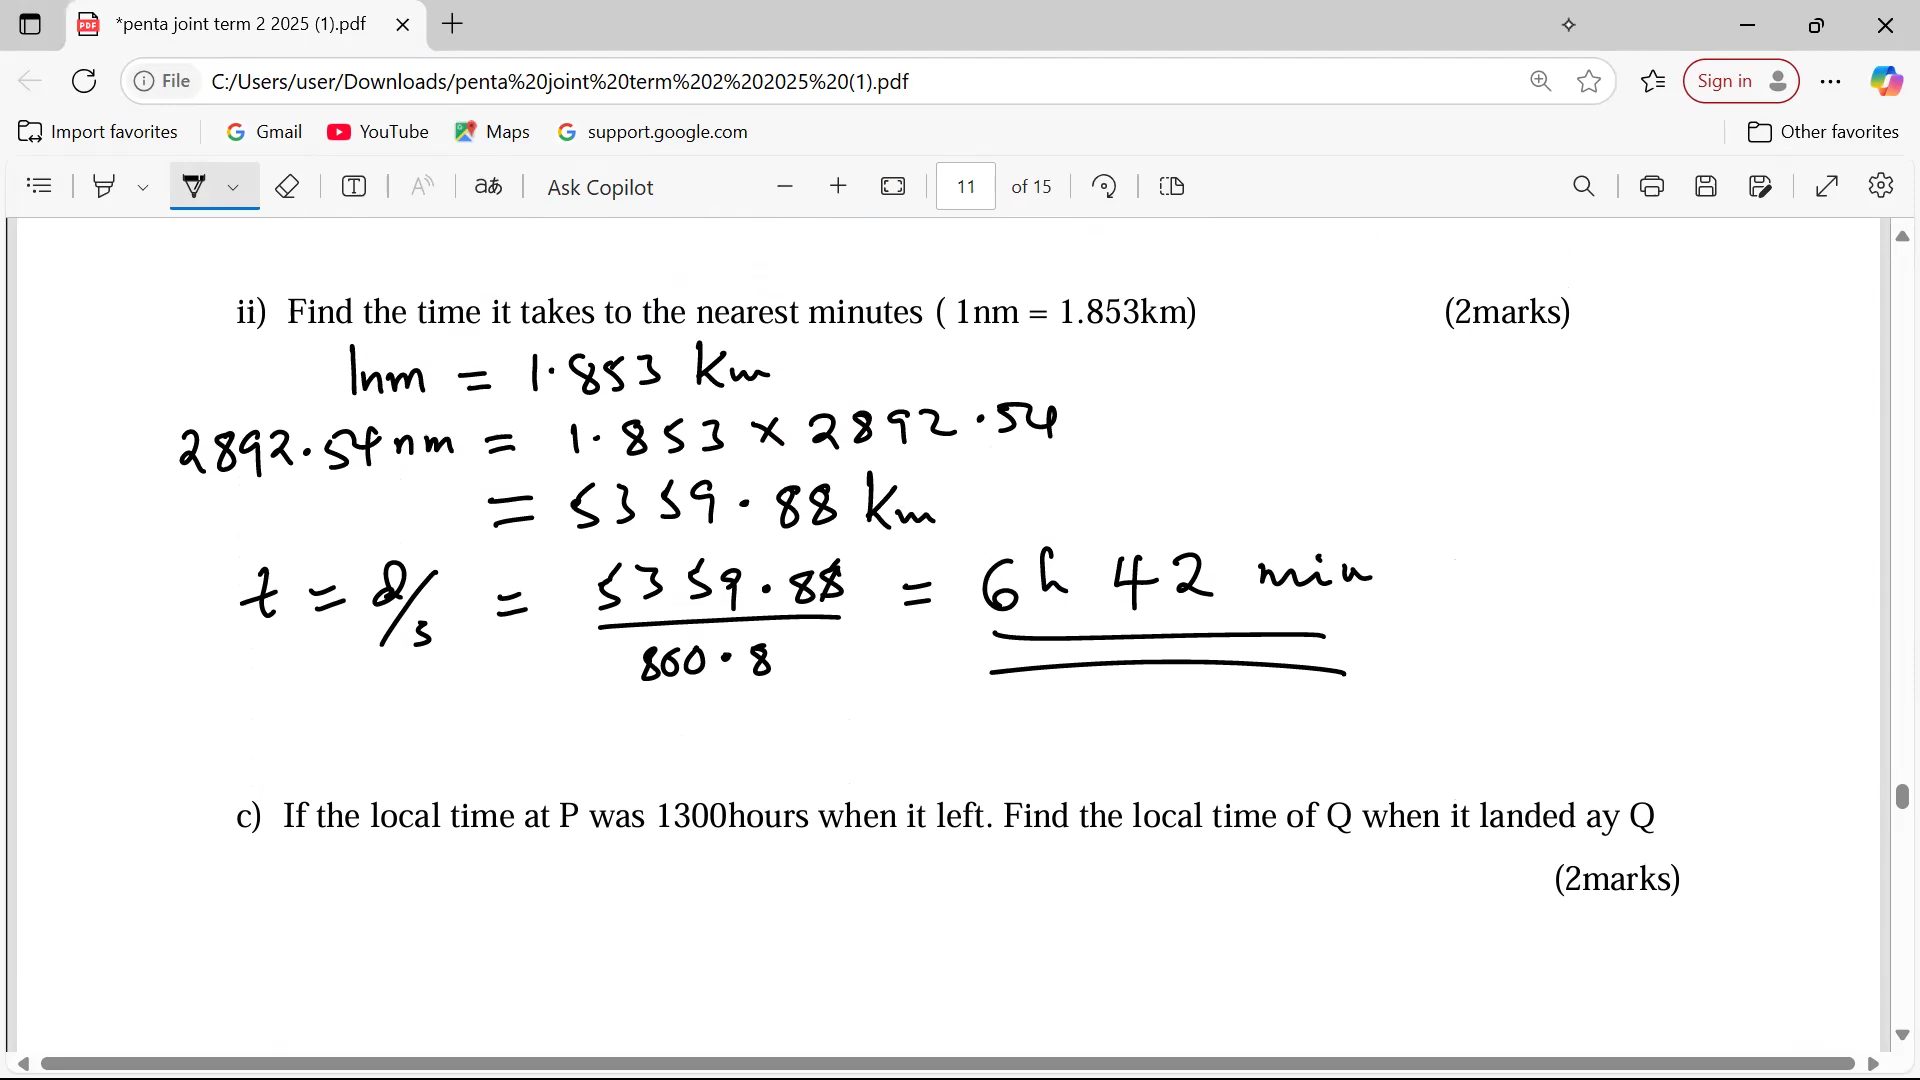 *penta joint term 2 2025 (1).pdf
File C:/Users/user/Downloads/penta%20joint%20term%202%202025%20(1).pdf Sign in
Import favorites Gmail YouTube Maps support.google.com Other favorites
aあ Ask Copilot 11 of 15
ii) Find the time it takes to the nearest minutes ( 1nm = 1.853km) (2marks)
1nm = 1.853 Km
2892.54nm = 1.853 x 2892.54
= 5359.88 Km
t = D/s = 5359.88 / 800.8 = 6h 42 min
c) If the local time at P was 1300hours when it left. Find the local time of Q when it landed ay Q
(2marks)